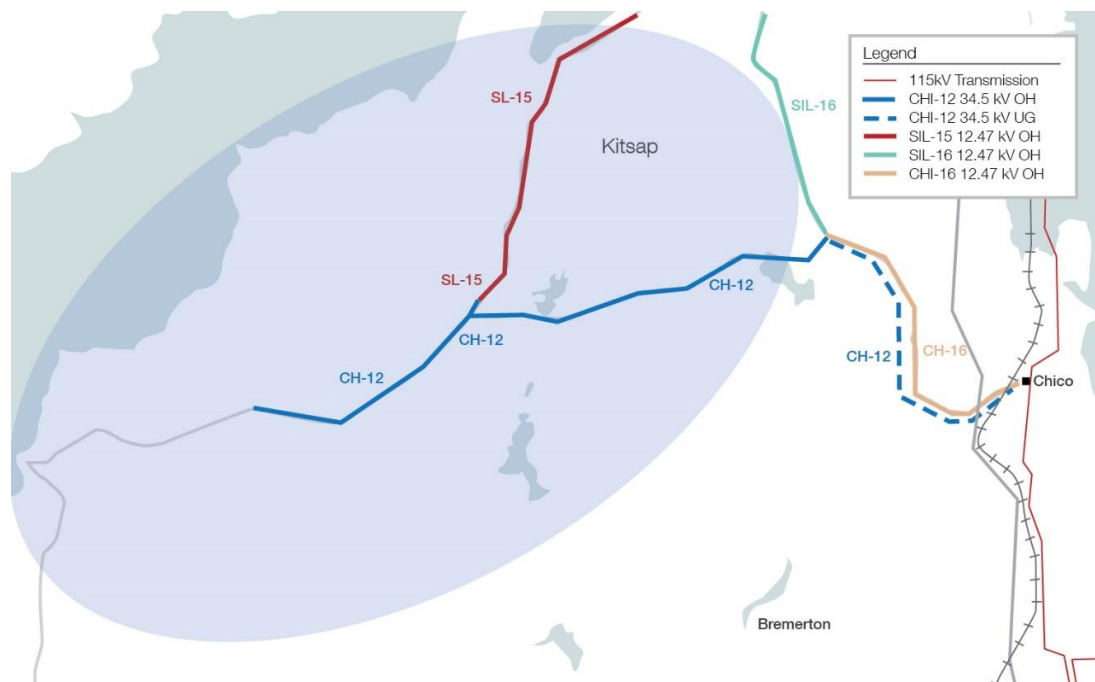 Legend
115kV Transmission
CHI-12 34.5 kV OH
CHI-12 34.5 kV UG
SIL-15 12.47 kV OH
SIL-16 12.47 kV OH
CHI-16 12.47 kV OH
SL-15
SIL-16
Kitsap
SL-15
CH-12
CH-12
CH-12
CH-12
CH-16
Chico
Bremerton